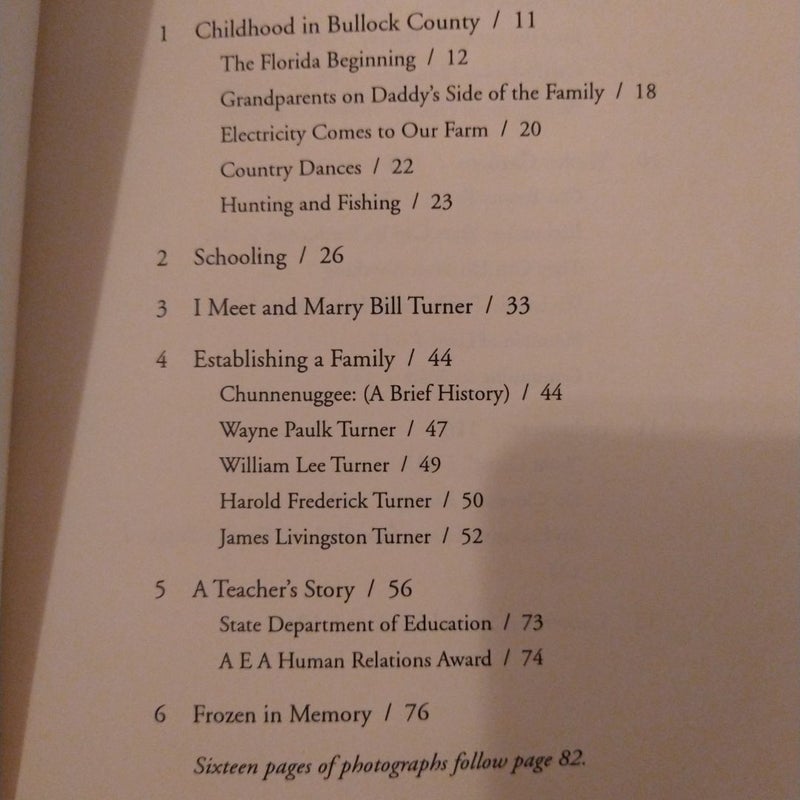 1 Childhood in Bullock County / 11
The Florida Beginning / 12
Grandparents on Daddy's Side of the Family / 18
Electricity Comes to Our Farm / 20
Country Dances / 22
Hunting and Fishing / 23
2 Schooling / 26
3 I Meet and Marry Bill Turner / 33
4 Establishing a Family / 44
Chunnenuggee: (A Brief History) / 44
Wayne Paulk Turner / 47
William Lee Turner / 49
Harold Frederick Turner / 50
James Livingston Turner / 52
5 A Teacher's Story / 56
State Department of Education / 73
A E A Human Relations Award / 74
6 Frozen in Memory / 76
Sixteen pages of photographs follow page 82.